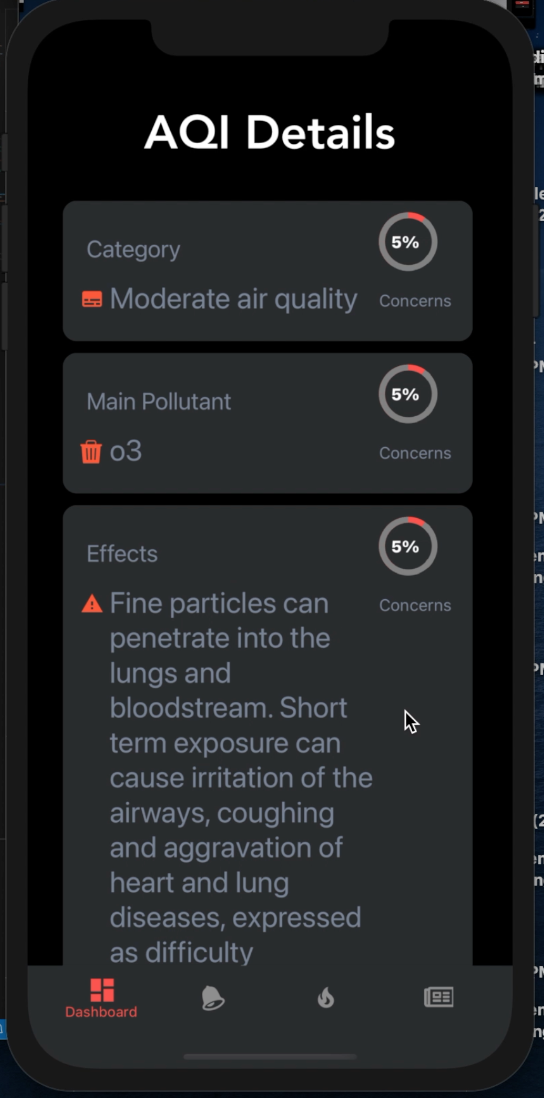 AQI Details
Category
5%
Moderate air quality
Concerns
Main Pollutant
5%
o3
Concerns
Effects
5%
Fine particles can
Concerns
penetrate into the
lungs and
bloodstream. Short
term exposure can
cause irritation of the
airways, coughing
and aggravation of
heart and lung
diseases, expressed
as difficulty
Dashboard